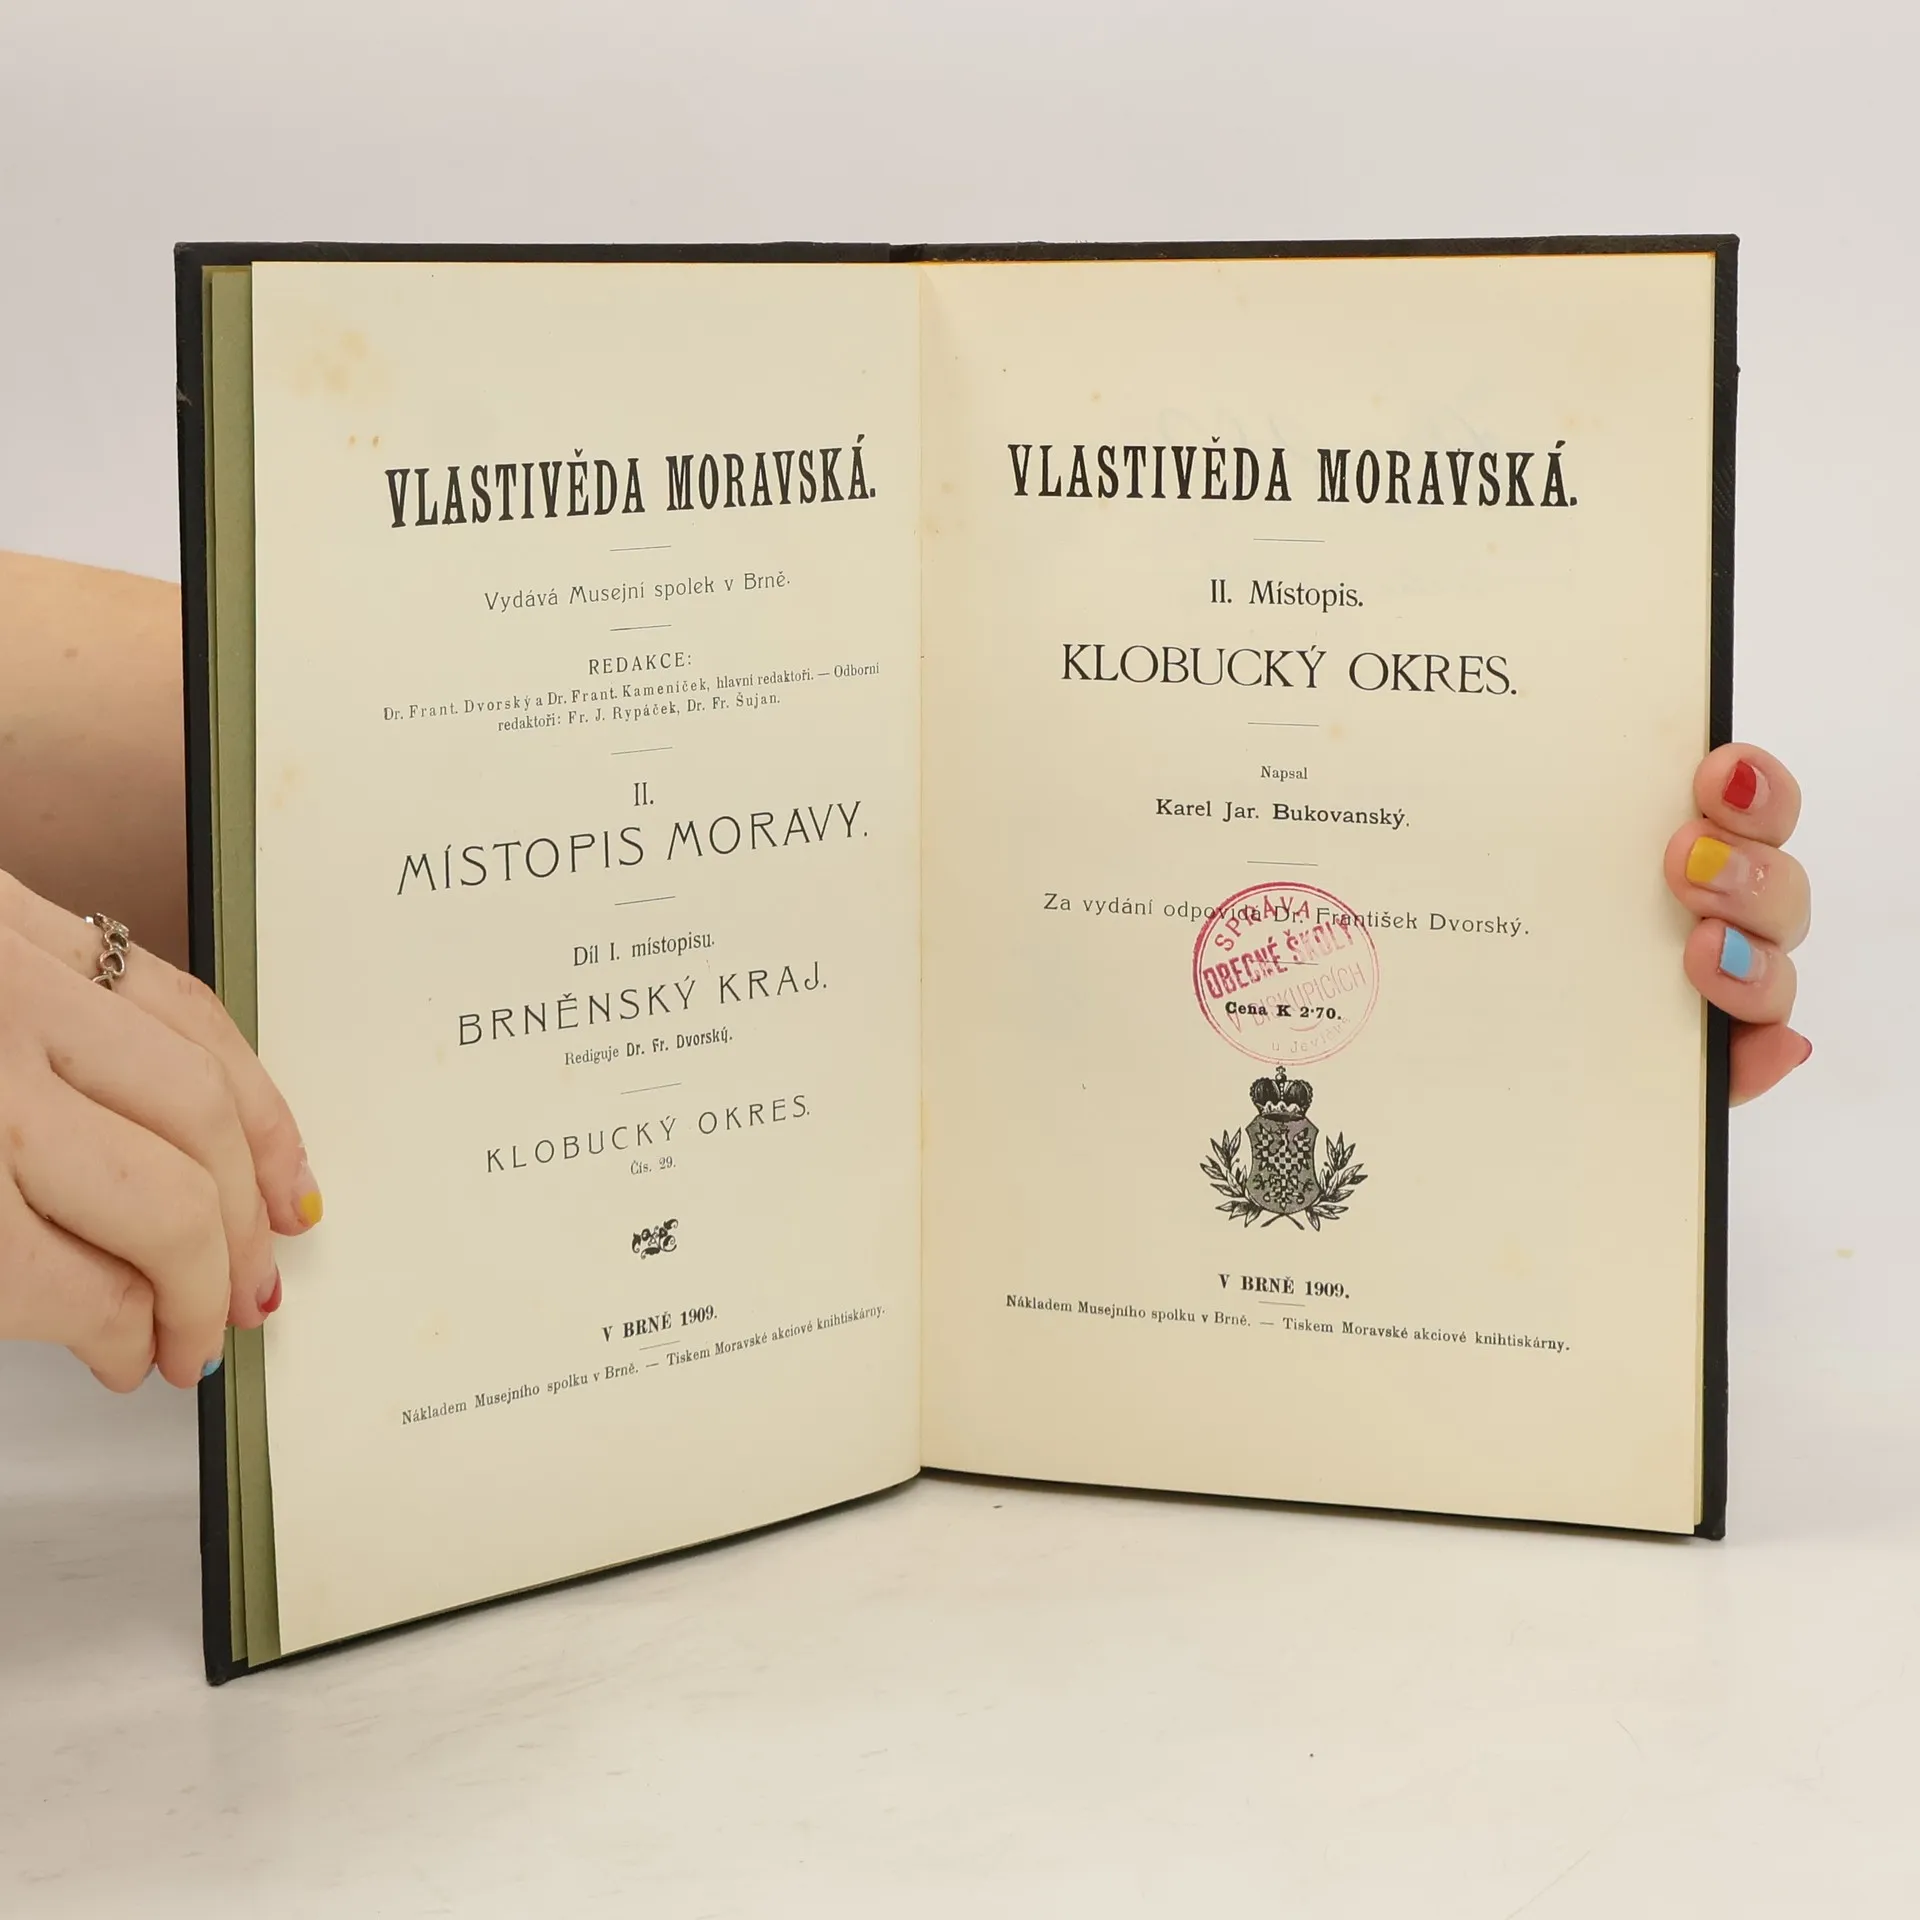 VLASTIVĚDA MORAVSKÁ.
Vydává Musejní spolek v Brně.
REDAKCE:
Dr. Frant. Dvorský a Dr. Frant. Kameníček, hlavní redaktoři. — Odborní
redaktoři: Fr. J. Rypáček, Dr. Fr. Šujan.
II.
MÍSTOPIS MORAVY.
Díl I. místopisu.
BRNĚNSKÝ KRAJ.
Rediguje Dr. Fr. Dvorský.
KLOBUCKÝ OKRES.
Čís. 29.
V BRNĚ 1909.
Nákladem Musejního spolku v Brně. — Tiskem Moravské akciové knihtiskárny.
VLASTIVĚDA MORAVSKÁ.
II. Místopis.
KLOBUCKÝ OKRES.
Napsal
Karel Jar. Bukovanský.
Za vydání odpovídá Dr. František Dvorský.
SPRÁVA
OBECNÉ ŠKOLY
V BISKUPICÍCH
u
Cena K 2·70.
V BRNĚ 1909.
Nákladem Musejního spolku v Brně. — Tiskem Moravské akciové knihtiskárny.